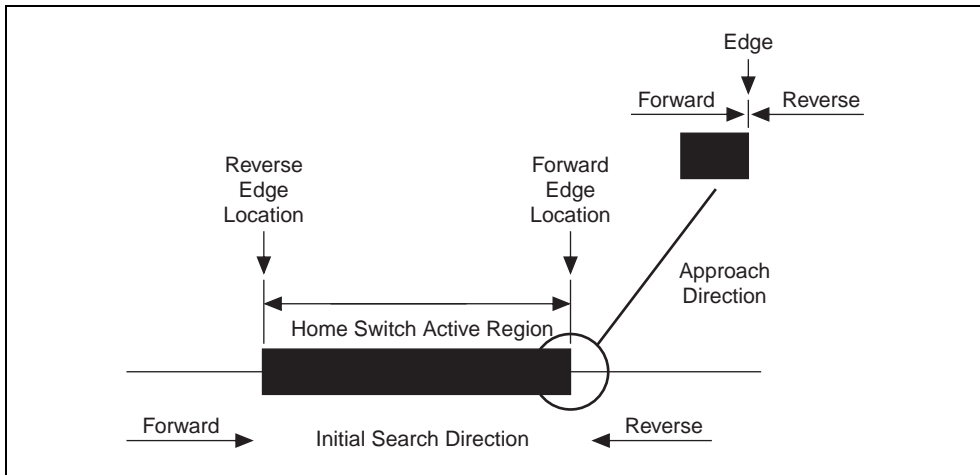 Edge
Forward
Reverse
Reverse
Edge
Location
Forward
Edge
Location
Approach
Direction
Home Switch Active Region
Forward
Initial Search Direction
Reverse